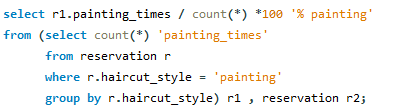 select r1.painting_times / count(*) *100 '% painting'
from (select count(*) 'painting_times'
from reservation r
where r.haircut_style = 'painting'
group by r.haircut_style) r1 , reservation r2;